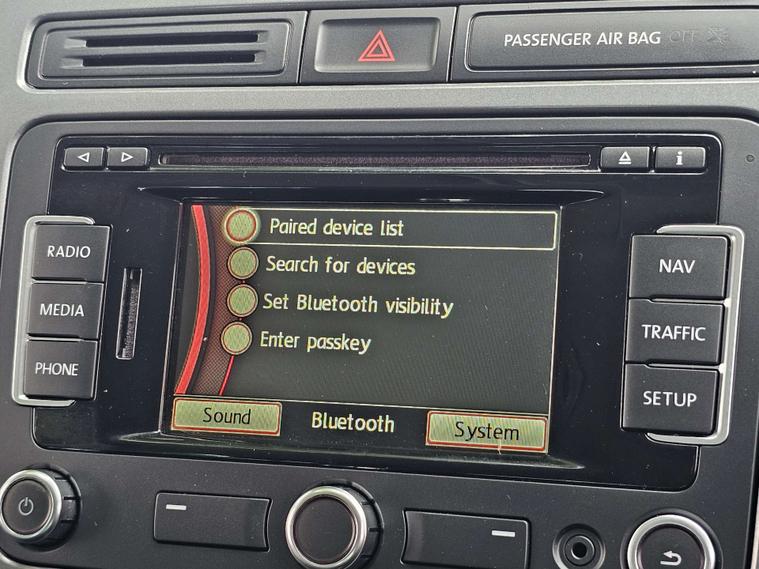 PASSENGER AIR BAG OFF
RADIO
MEDIA
PHONE
Paired device list
Search for devices
Set Bluetooth visibility
Enter passkey
Sound
Bluetooth
System
NAV
TRAFFIC
SETUP
i